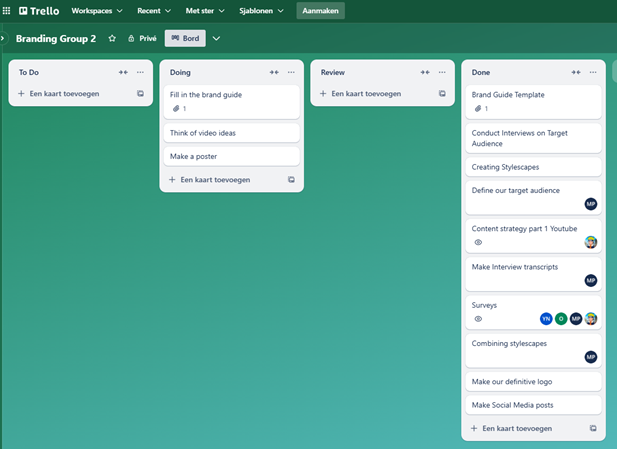 Trello Workspaces Recent Met ster Sjablonen Aanmaken
Branding Group 2 Privé Bord
To Do
Een kaart toevoegen
Doing
Fill in the brand guide
1
Think of video ideas
Make a poster
Een kaart toevoegen
Review
Een kaart toevoegen
Done
Brand Guide Template
1
Conduct Interviews on Target
Audience
Creating Stylescapes
Define our target audience
MP
Content strategy part 1 Youtube
Make Interview transcripts
MP
Surveys
YN O MP
Combining stylescapes
MP
Make our definitive logo
Make Social Media posts
Een kaart toevoegen